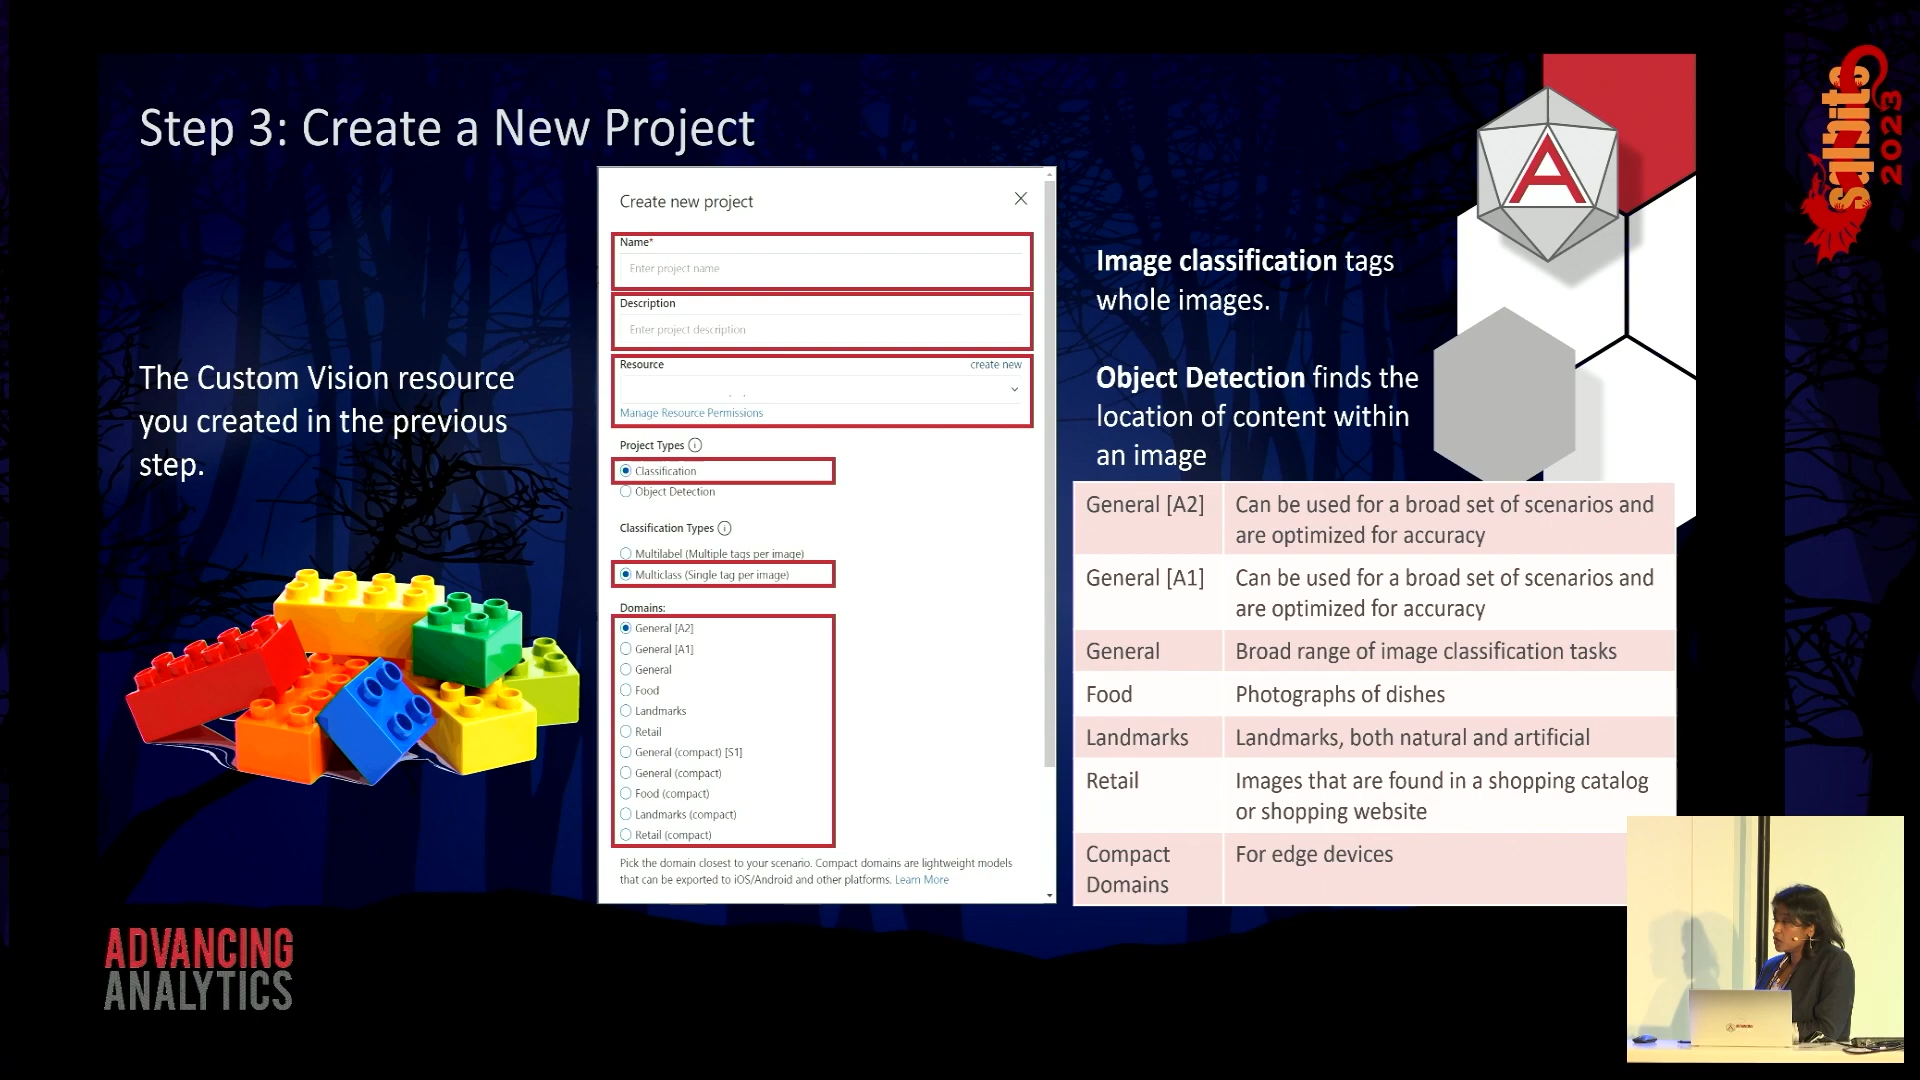 Step 3: Create a New Project
The Custom Vision resource
you created in the previous
step.
Create new project
Name*
Enter project name
Description
Enter project description
Resource
create new
Manage Resource Permissions
Project Types
Classification
Object Detection
Classification Types
Multilabel (Multiple tags per image)
Multiclass (Single tag per image)
Domains:
General [A2]
General [A1]
General
Food
Landmarks
Retail
General (compact) [S1]
General (compact)
Food (compact)
Landmarks (compact)
Retail (compact)
Pick the domain closest to your scenario. Compact domains are lightweight models
that can be exported to iOS/Android and other platforms. Learn More
Image classification tags
whole images.
Object Detection finds the
location of content within
an image
General [A2] Can be used for a broad set of scenarios and
are optimized for accuracy
General [A1] Can be used for a broad set of scenarios and
are optimized for accuracy
General Broad range of image classification tasks
Food Photographs of dishes
Landmarks Landmarks, both natural and artificial
Retail Images that are found in a shopping catalog
or shopping website
Compact For edge devices
Domains
A
sqlbits
2023
ADVANCING
ANALYTICS